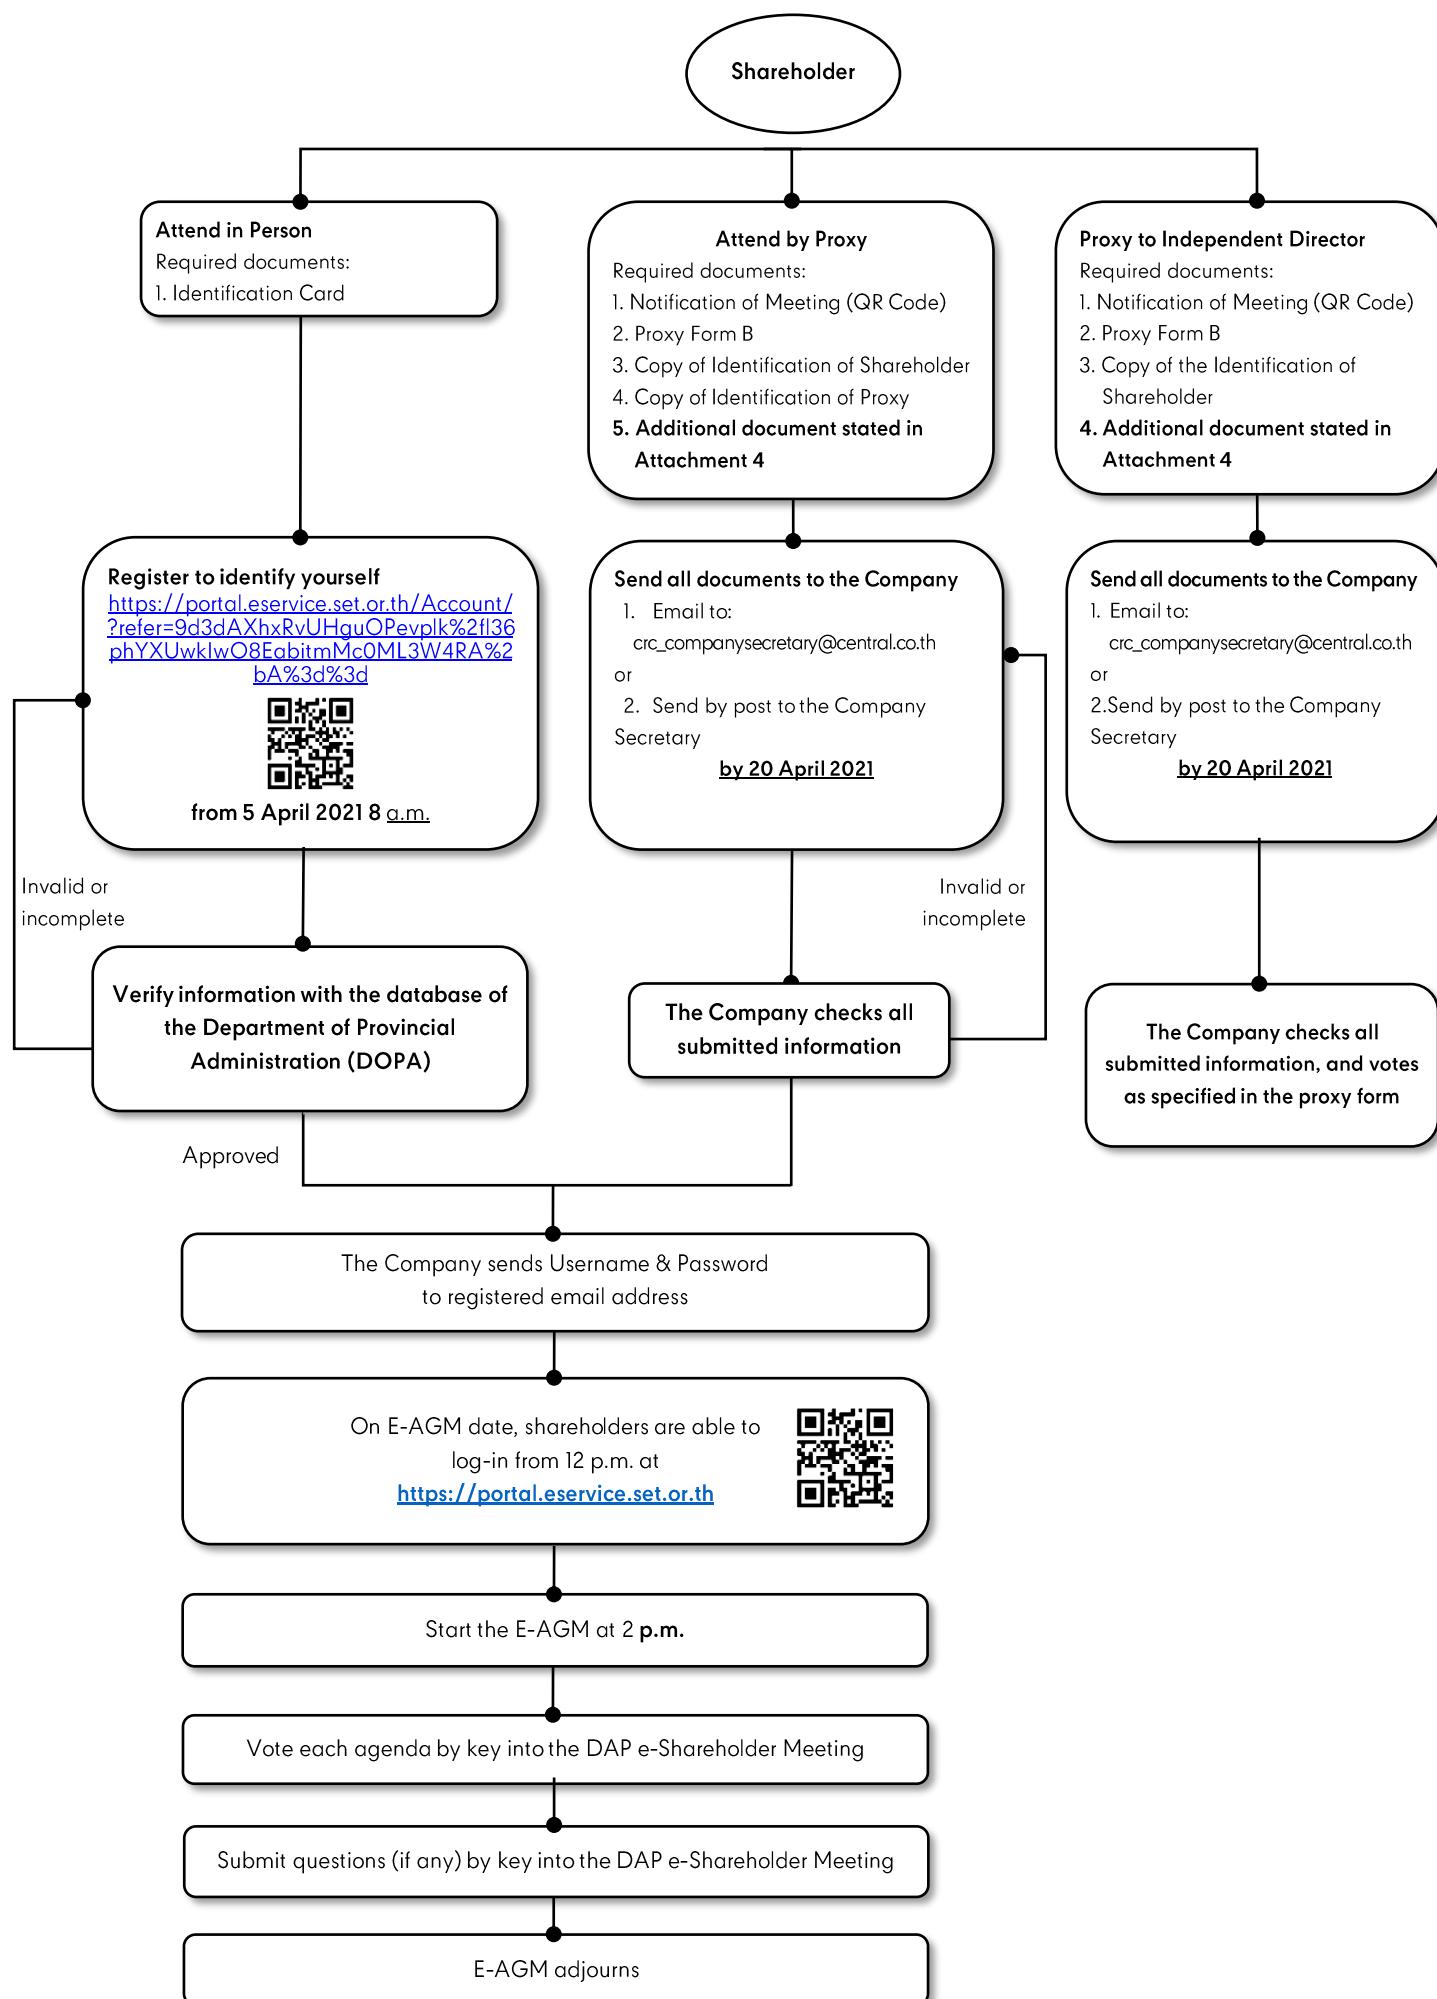 Shareholder
Attend in Person
Required documents:
1. Identification Card
Attend by Proxy
Required documents:
1. Notification of Meeting (QR Code)
2. Proxy Form B
3. Copy of Identification of Shareholder
4. Copy of Identification of Proxy
5. Additional document stated in
Attachment 4
Proxy to Independent Director
Required documents:
1. Notification of Meeting (QR Code)
2. Proxy Form B
3. Copy of the Identification of
Shareholder
4. Additional document stated in
Attachment 4
Register to identify yourself
https://portal.eservice.set.or.th/Account/
?refer=9d3dAXhxRvUHguOPevplk%2fl36
phYXUwkIwO8EabitmMc0ML3W4RA%2
bA%3d%3d
from 5 April 2021 8 a.m.
Send all documents to the Company
1. Email to:
crc_companysecretary@central.co.th
or
2. Send by post to the Company
Secretary
by 20 April 2021
Send all documents to the Company
1. Email to:
crc_companysecretary@central.co.th
or
2.Send by post to the Company
Secretary
by 20 April 2021
Invalid or
incomplete
Invalid or
incomplete
Verify information with the database of
the Department of Provincial
Administration (DOPA)
The Company checks all
submitted information
The Company checks all
submitted information, and votes
as specified in the proxy form
Approved
The Company sends Username & Password
to registered email address
On E-AGM date, shareholders are able to
log-in from 12 p.m. at
https://portal.eservice.set.or.th
Start the E-AGM at 2 p.m.
Vote each agenda by key into the DAP e-Shareholder Meeting
Submit questions (if any) by key into the DAP e-Shareholder Meeting
E-AGM adjourns